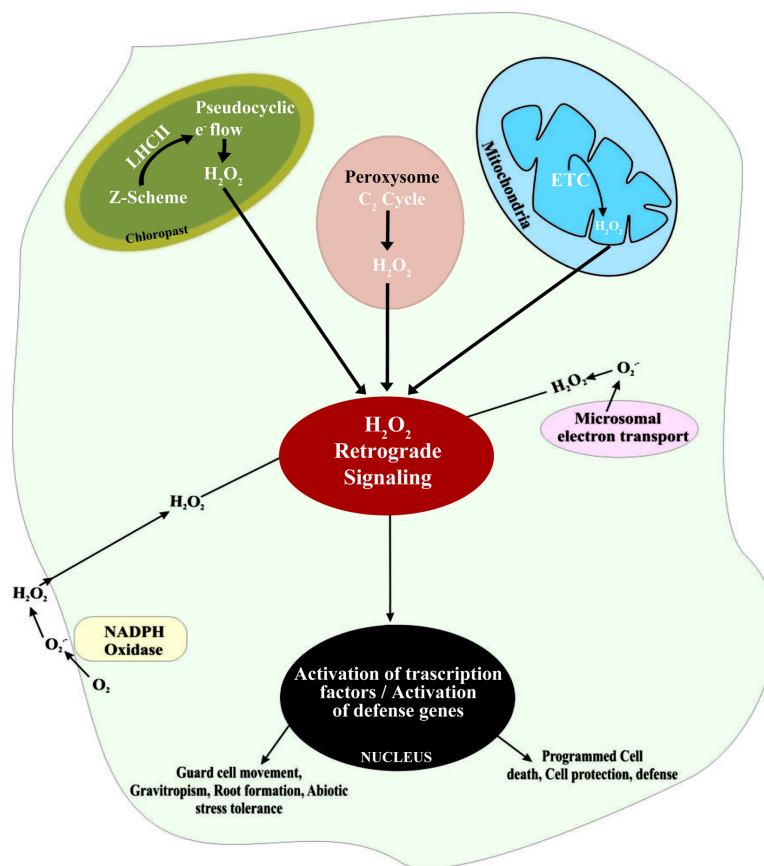 Pseudocyclic
e- flow
LHCII
H₂O₂
Z-Scheme
Chloropast
Peroxysome
C₂ Cycle
H₂O₂
Mitochondria
ETC
H₂O₂
H₂O₂
O₂·-
Microsomal
electron transport
H₂O₂
Retrograde
Signaling
H₂O₂
H₂O₂
NADPH
Oxidase
O₂·-
O₂
Activation of trascription
factors / Activation
of defense genes
NUCLEUS
Guard cell movement,
Gravitropism, Root formation, Abiotic
stress tolerance
Programmed Cell
death, Cell protection, defense